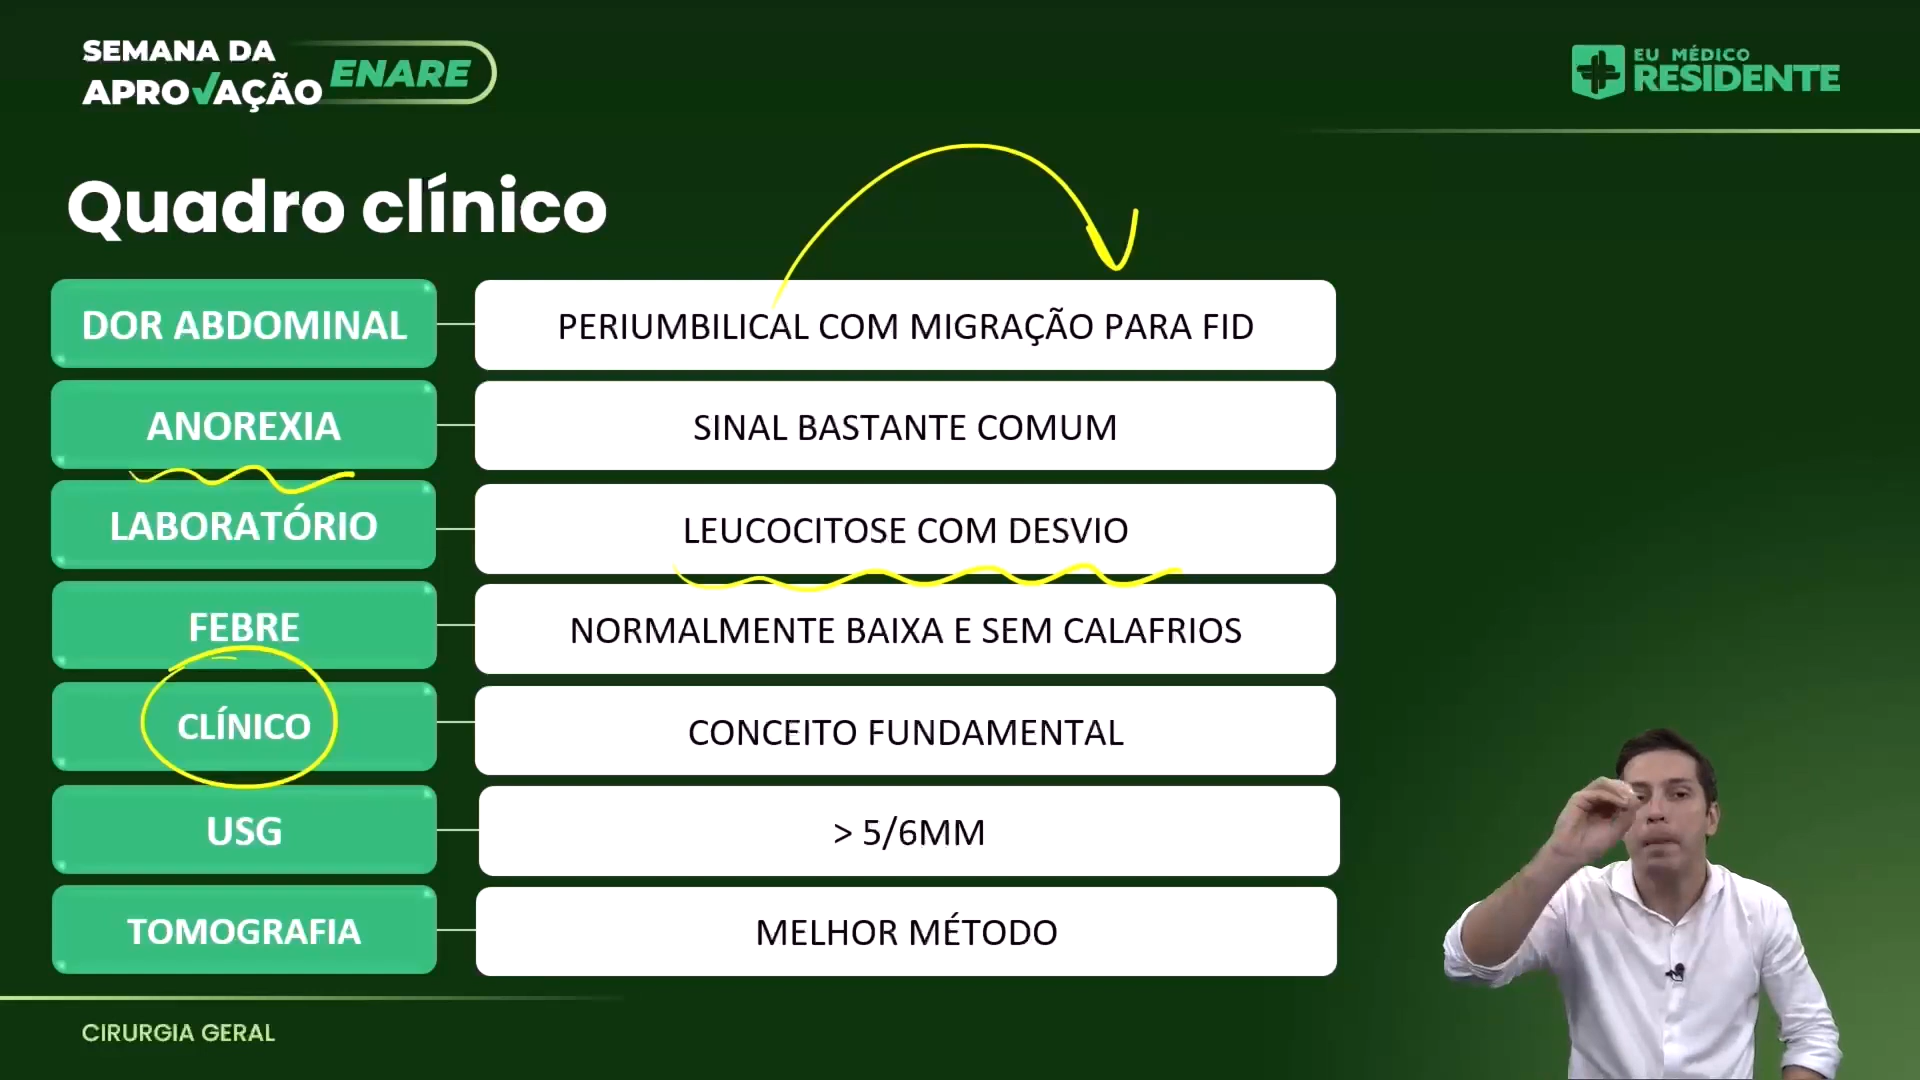 SEMANA DA
APROVAÇÃO ENARE
EU MÉDICO
RESIDENTE
Quadro clínico
DOR ABDOMINAL
PERIUMBILICAL COM MIGRAÇÃO PARA FID
ANOREXIA
SINAL BASTANTE COMUM
LABORATÓRIO
LEUCOCITOSE COM DESVIO
FEBRE
NORMALMENTE BAIXA E SEM CALAFRIOS
CLÍNICO
CONCEITO FUNDAMENTAL
USG
> 5/6MM
TOMOGRAFIA
MELHOR MÉTODO
CIRURGIA GERAL